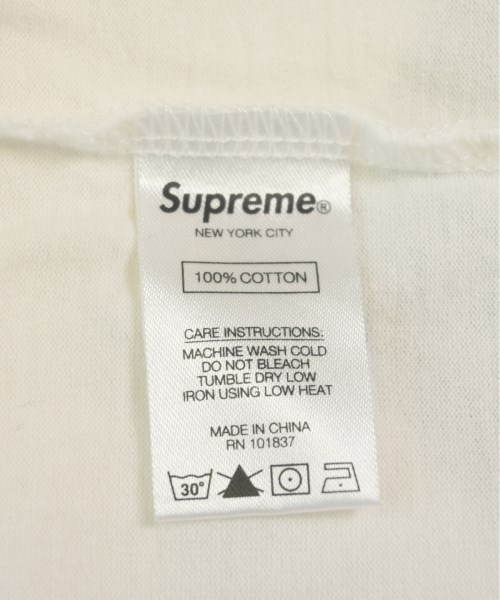 Supreme®
NEW YORK CITY
100% COTTON
CARE INSTRUCTIONS:
MACHINE WASH COLD
DO NOT BLEACH
TUMBLE DRY LOW
IRON USING LOW HEAT
MADE IN CHINA
RN 101837
30°